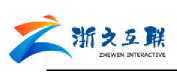 浙文互联
ZHEWEN INTERACTIVE